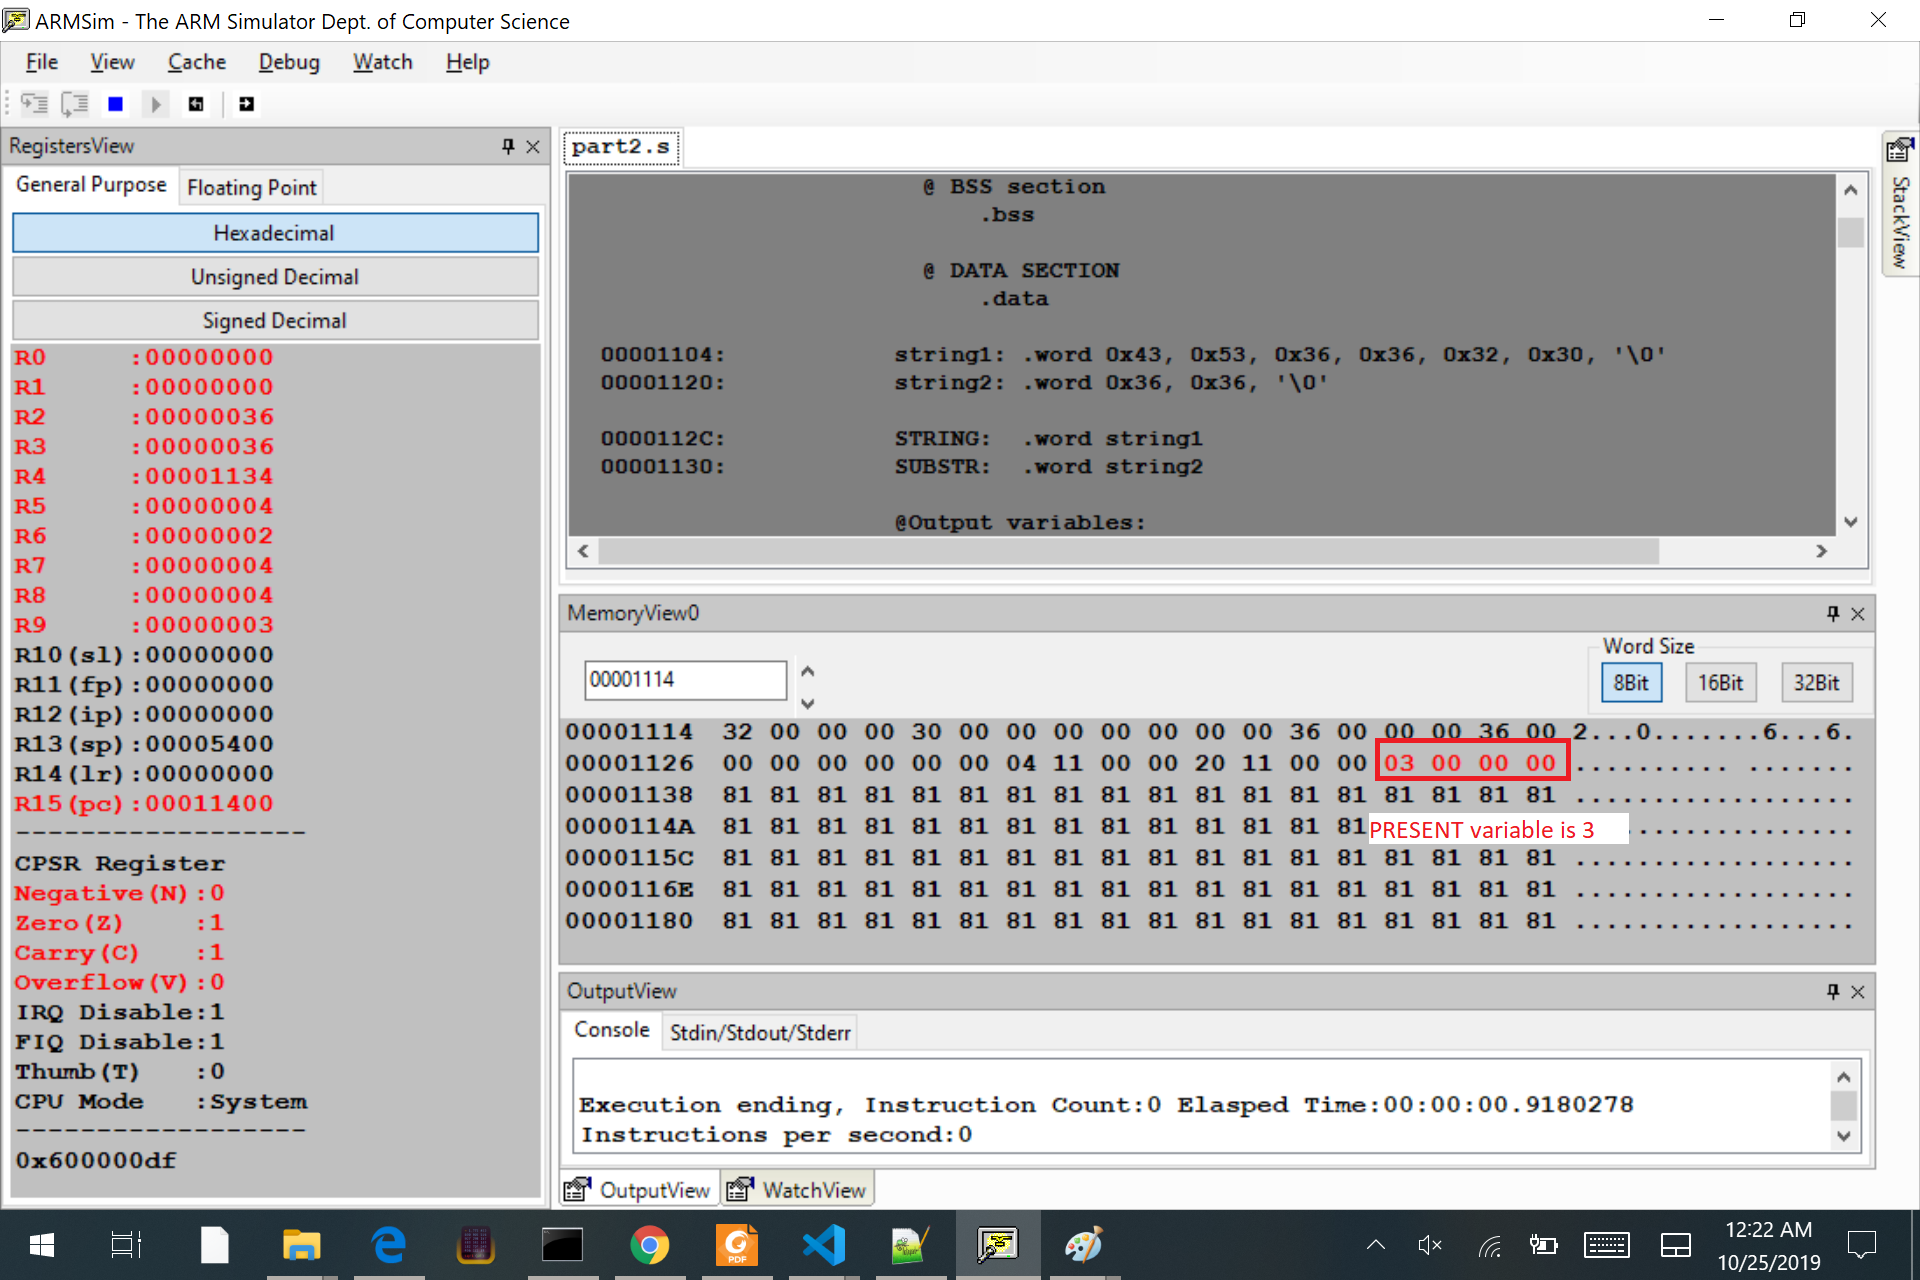 ARMSim - The ARM Simulator Dept. of Computer Science
File View Cache Debug Watch Help
RegistersView
General Purpose Floating Point
Hexadecimal
Unsigned Decimal
Signed Decimal
R0 :00000000
R1 :00000000
R2 :00000036
R3 :00000036
R4 :00001134
R5 :00000004
R6 :00000002
R7 :00000004
R8 :00000004
R9 :00000003
R10(sl):00000000
R11(fp):00000000
R12(ip):00000000
R13(sp):00005400
R14(lr):00000000
R15(pc):00011400
------------------
CPSR Register
Negative(N):0
Zero(Z) :1
Carry(C) :1
Overflow(V):0
IRQ Disable:1
FIQ Disable:1
Thumb(T) :0
CPU Mode :System
------------------
0x600000df
part2.s
@ BSS section
.bss
@ DATA SECTION
.data
00001104: string1: .word 0x43, 0x53, 0x36, 0x36, 0x32, 0x30, '\0'
00001120: string2: .word 0x36, 0x36, '\0'
0000112C: STRING: .word string1
00001130: SUBSTR: .word string2
@Output variables:
StackView
MemoryView0
00001114
Word Size
8Bit 16Bit 32Bit
00001114 32 00 00 00 30 00 00 00 00 00 00 00 36 00 00 00 36 00 2...0.......6...6.
00001126 00 00 00 00 00 00 04 11 00 00 20 11 00 00 03 00 00 00 .......... .......
00001138 81 81 81 81 81 81 81 81 81 81 81 81 81 81 81 81 81 81 ..................
0000114A 81 81 81 81 81 81 81 81 81 81 81 81 81 81
PRESENT variable is 3
0000115C 81 81 81 81 81 81 81 81 81 81 81 81 81 81 81 81 81 81 ..................
0000116E 81 81 81 81 81 81 81 81 81 81 81 81 81 81 81 81 81 81 ..................
00001180 81 81 81 81 81 81 81 81 81 81 81 81 81 81 81 81 81 81 ..................
OutputView
Console Stdin/Stdout/Stderr
Execution ending, Instruction Count:0 Elasped Time:00:00:00.9180278
Instructions per second:0
OutputView WatchView
PDF
12:22 AM
10/25/2019